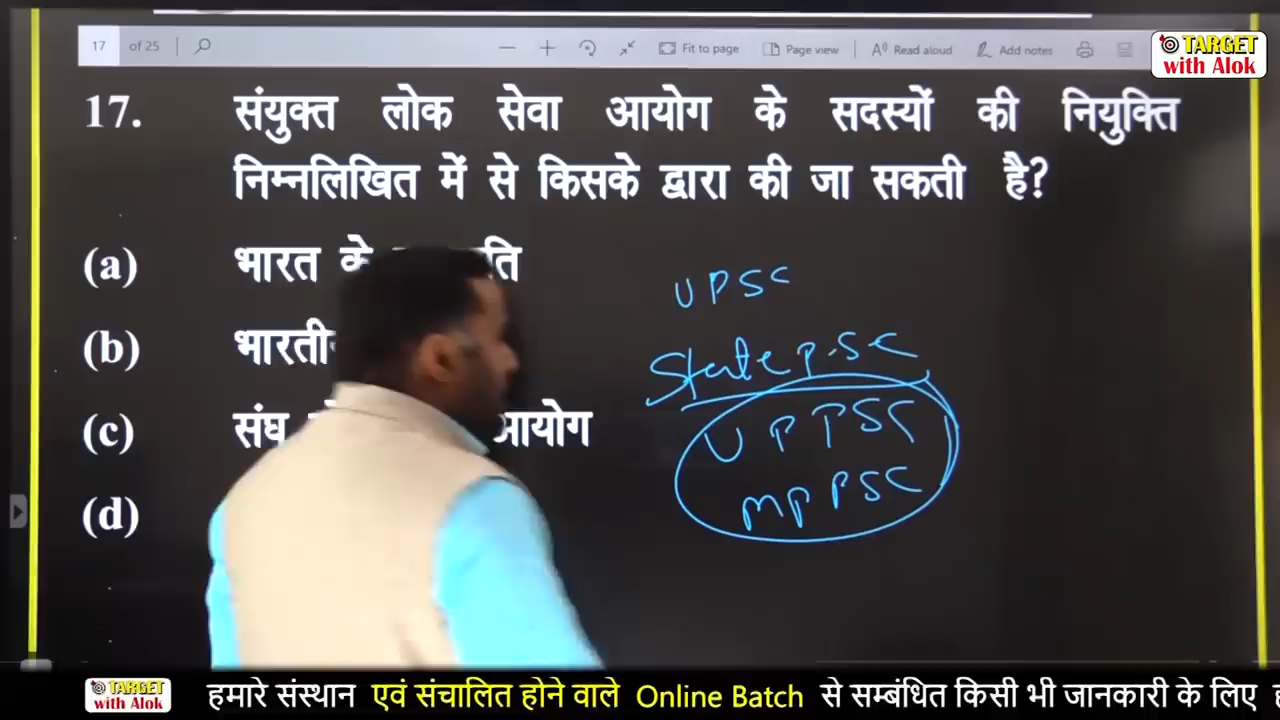 17 of 25 Fit to page Page view Read aloud Add notes
TARGET
with Alok
17. संयुक्त लोक सेवा आयोग के सदस्यों की नियुक्ति
निम्नलिखित में से किसके द्वारा की जा सकती है?
(a) भारत के
(b)
(c) संघ आयोग
(d)
UPSC
State P.SC
UPPSC
MPPSC
TARGET
with Alok
हमारे संस्थान एवं संचालित होने वाले Online Batch से सम्बंधित किसी भी जानकारी के लिए